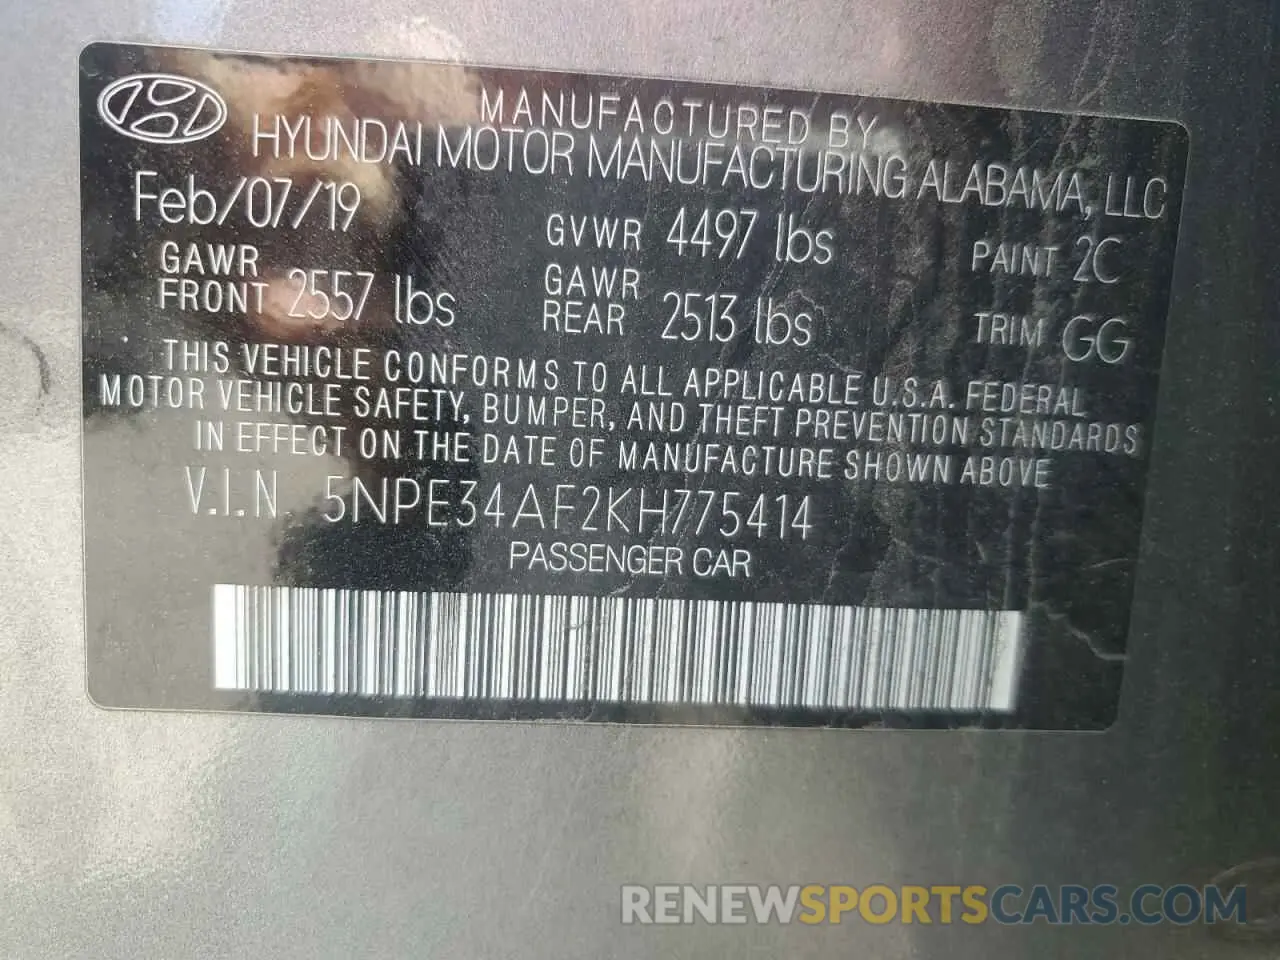 MANUFACTURED BY
HYUNDAI MOTOR MANUFACTURING ALABAMA, LLC
Feb/07/19 GVWR 4497 lbs PAINT 2C
GAWR FRONT 2557 lbs GAWR REAR 2513 lbs TRIM GG
THIS VEHICLE CONFORMS TO ALL APPLICABLE U.S.A. FEDERAL
MOTOR VEHICLE SAFETY, BUMPER, AND THEFT PREVENTION STANDARDS
IN EFFECT ON THE DATE OF MANUFACTURE SHOWN ABOVE
V.I.N. 5NPE34AF2KH775414
PASSENGER CAR
RENEWSPORTSCARS.COM